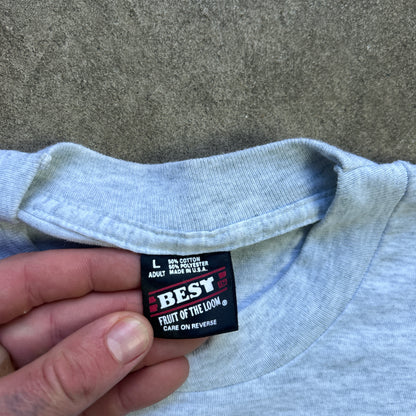 L 50% COTTON
50% POLYESTER
ADULT MADE IN U.S.A.
BEST
FRUIT OF THE LOOM®
CARE ON REVERSE